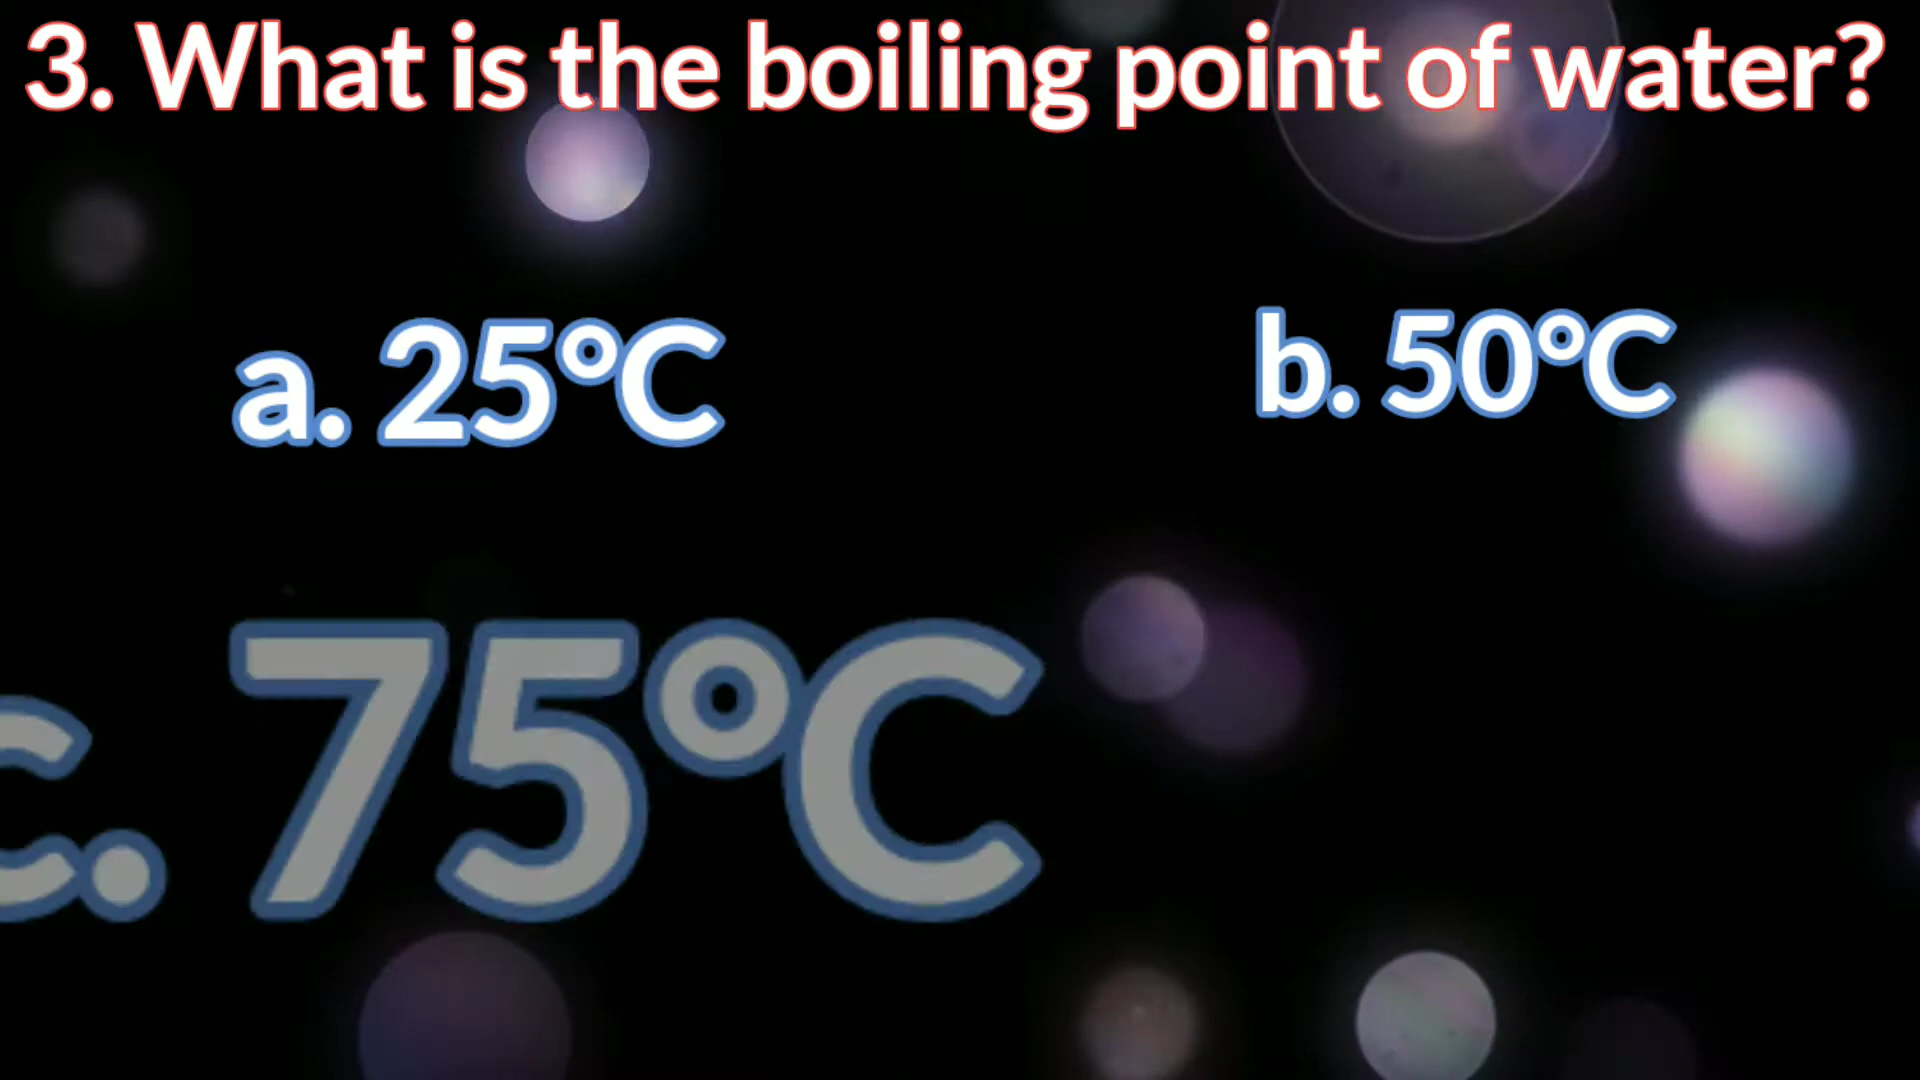 3. What is the boiling point of water?
a. 25°C
b. 50°C
c. 75°C